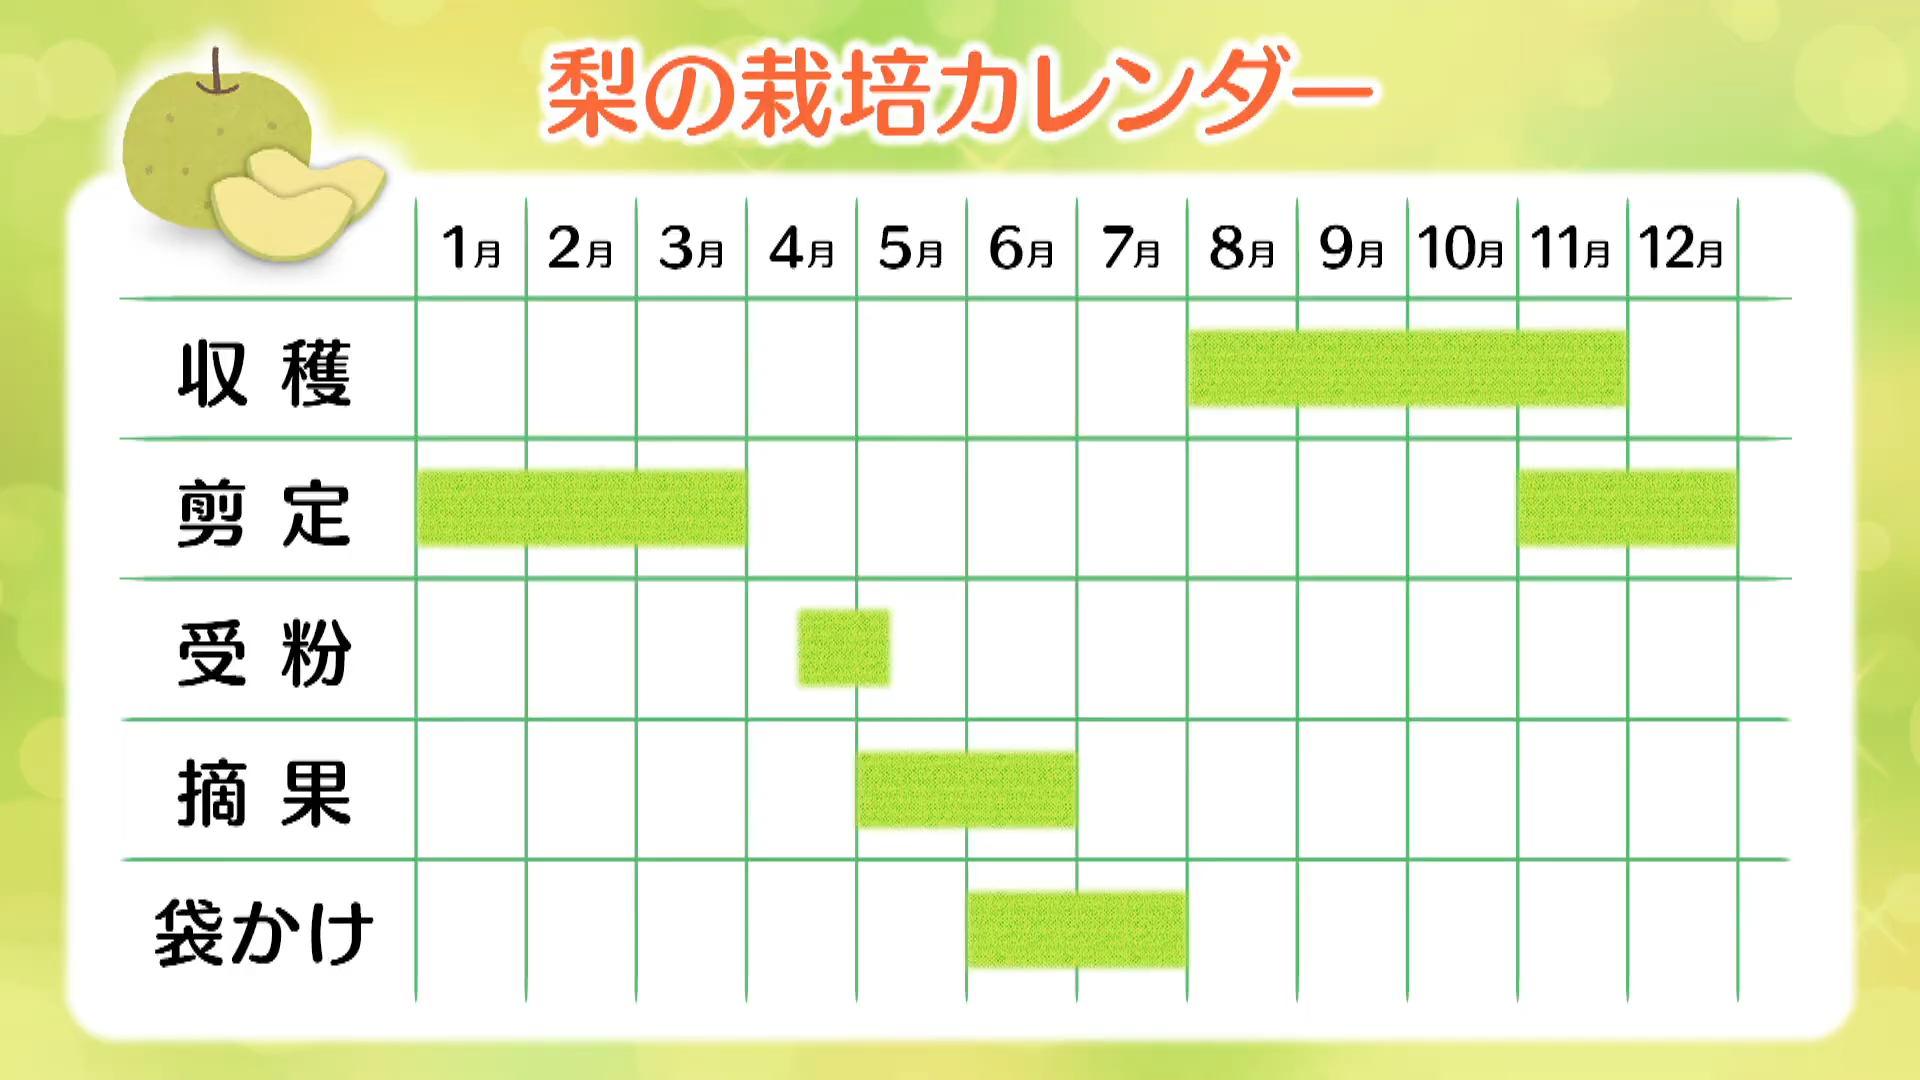 梨の栽培カレンダー
1月 2月 3月 4月 5月 6月 7月 8月 9月 10月 11月 12月
収穫
剪定
受粉
摘果
袋かけ